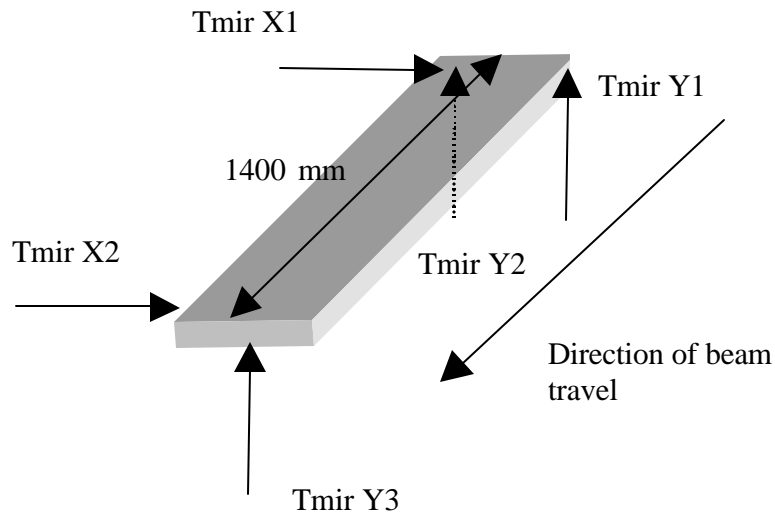 Tmir X1
Tmir Y1
1400 mm
Tmir X2
Tmir Y2
Direction of beam
travel
Tmir Y3